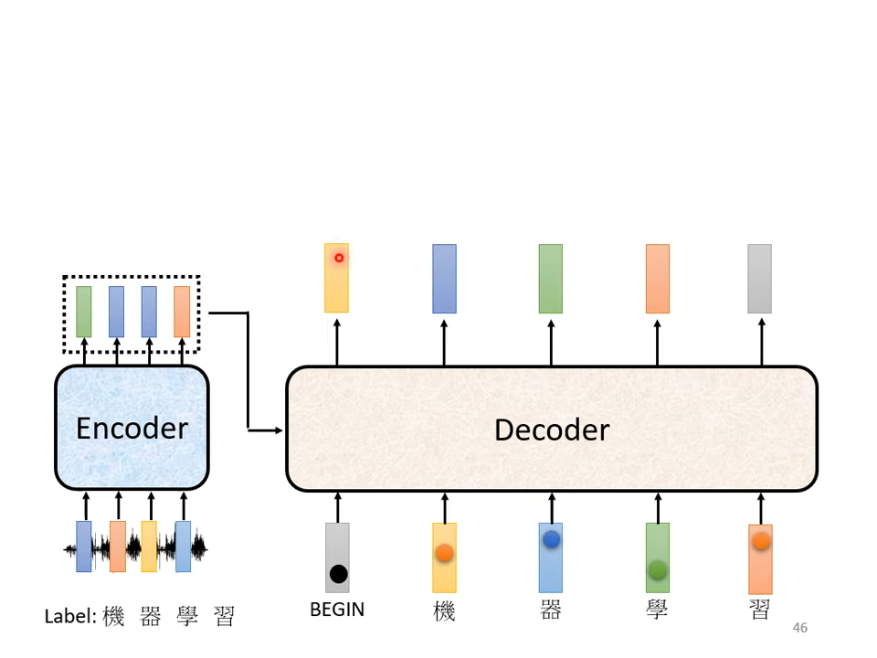 Encoder
Decoder
BEGIN 機 器 學 習
Label: 機 器 學 習
46